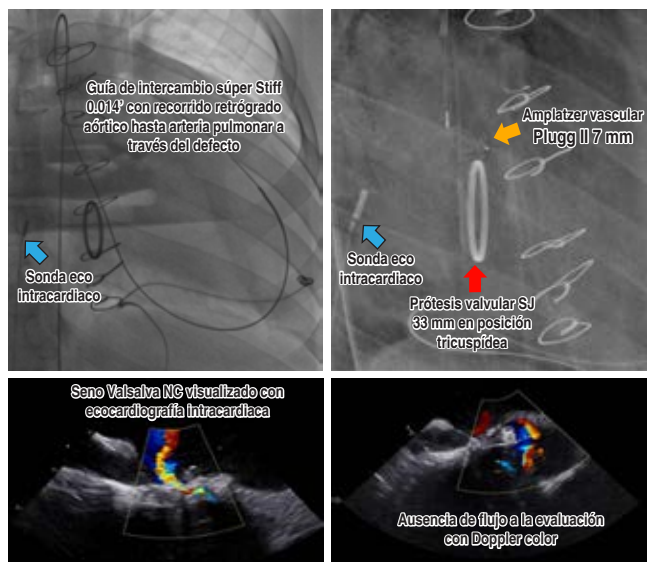 Guía de intercambio súper Stiff
0.014' con recorrido retrógrado
aórtico hasta arteria pulmonar a
través del defecto
Sonda eco
intracardiaco
Amplatzer vascular
Plugg II 7 mm
Sonda eco
intracardiaco
Prótesis valvular SJ
33 mm en posición
tricuspídea
Seno Valsalva NC visualizado con
ecocardiografía intracardiaca
Ausencia de flujo a la evaluación
con Doppler color